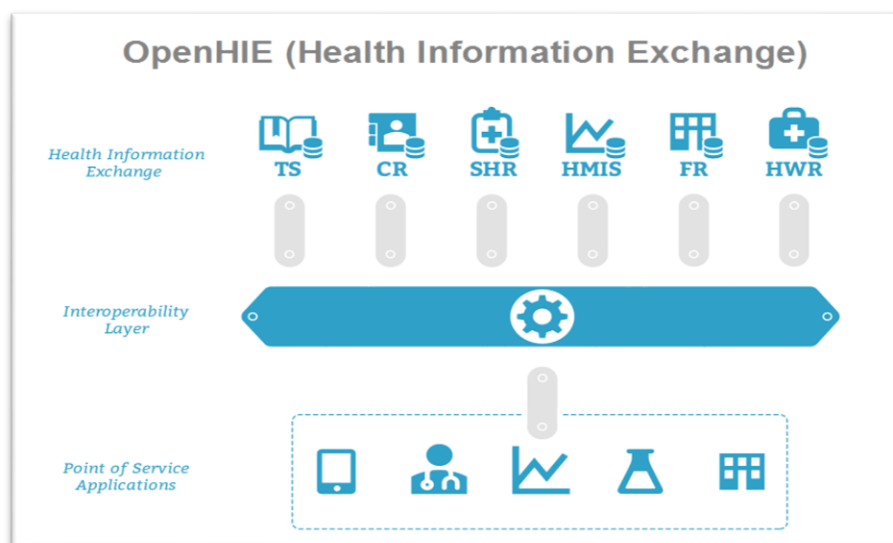 OpenHIE (Health Information Exchange)
Health Information
Exchange
TS
CR
SHR
HMIS
FR
HWR
Interoperability
Layer
Point of Service
Applications